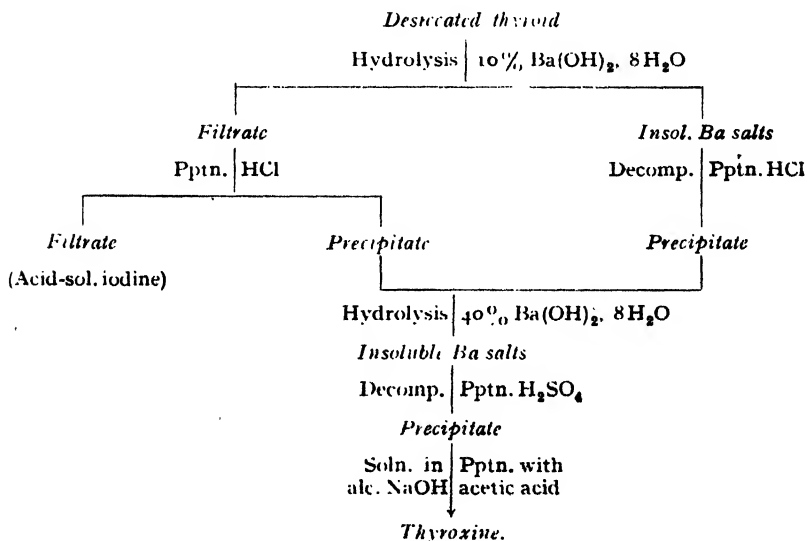 Desiccated thyroid
Hydrolysis | 10%, Ba(OH)₂, 8H₂O
Filtrate Insol. Ba salts
Pptn. | HCl Decomp. | Pptn. HCl
Filtrate Precipitate Precipitate
(Acid-sol. iodine)
Hydrolysis | 40% Ba(OH)₂, 8H₂O
Insoluble Ba salts
Decomp. | Pptn. H₂SO₄
Precipitate
Soln. in | Pptn. with
alc. NaOH | acetic acid
Thyroxine.